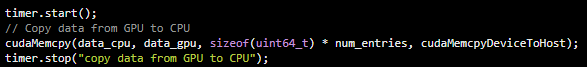 timer.start();
// Copy data from GPU to CPU
cudaMemcpy(data_cpu, data_gpu, sizeof(uint64_t) * num_entries, cudaMemcpyDeviceToHost);
timer.stop("copy data from GPU to CPU");